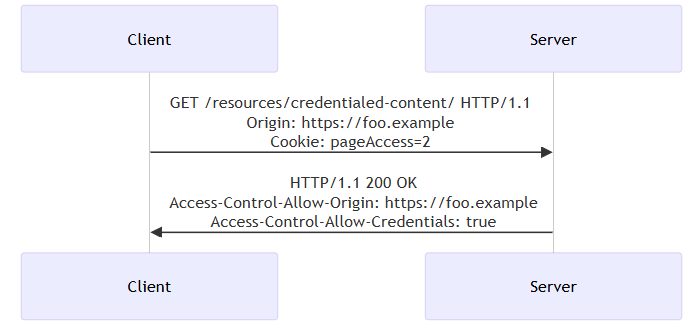 Client
Server
GET /resources/credentialed-content/ HTTP/1.1
Origin: https://foo.example
Cookie: pageAccess=2
HTTP/1.1 200 OK
Access-Control-Allow-Origin: https://foo.example
Access-Control-Allow-Credentials: true
Client
Server